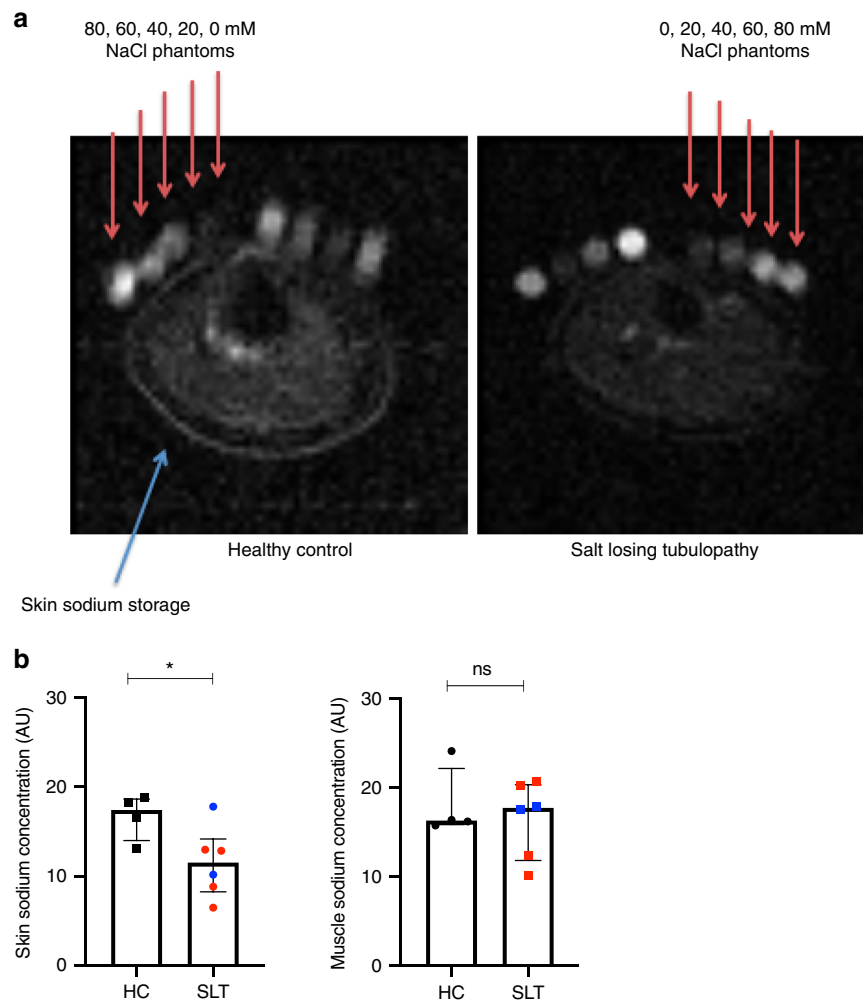 a
80, 60, 40, 20, 0 mM
NaCl phantoms
0, 20, 40, 60, 80 mM
NaCl phantoms
Healthy control
Salt losing tubulopathy
Skin sodium storage
b
*
Skin sodium concentration (AU)
30
20
10
0
HC
SLT
ns
Muscle sodium concentration (AU)
30
20
10
0
HC
SLT